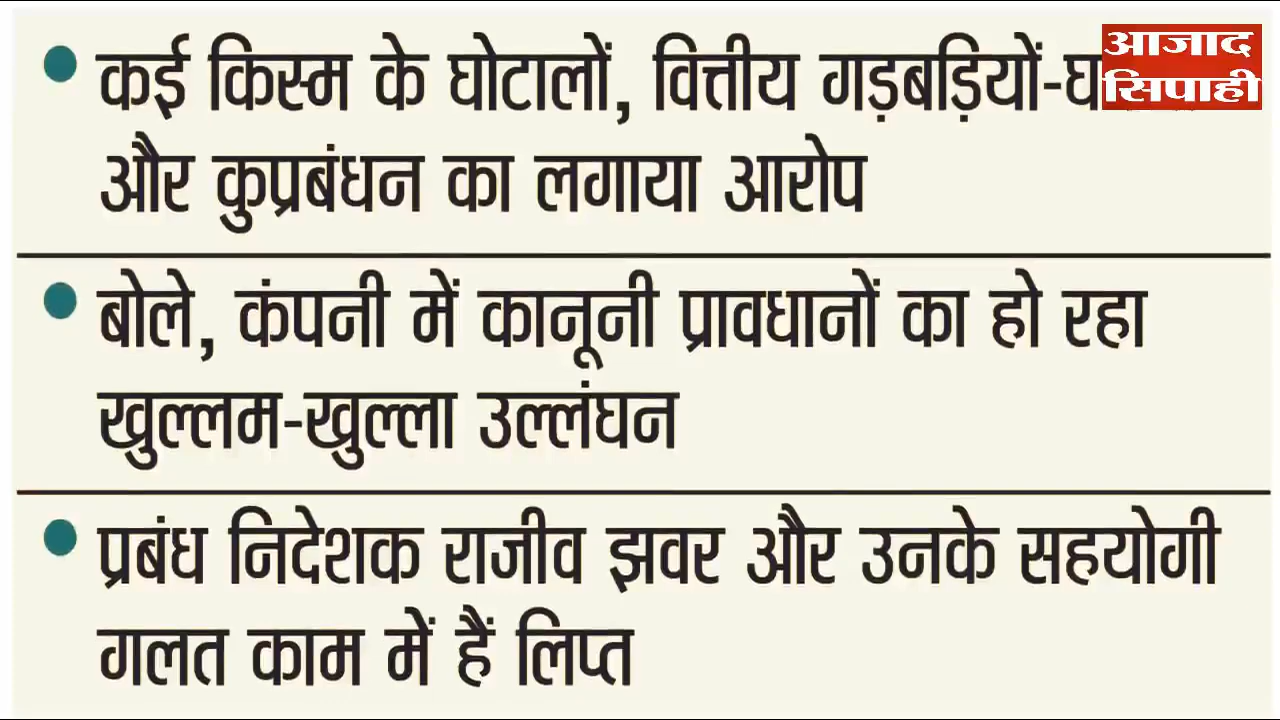 कई किस्म के घोटालों, वित्तीय गड़बड़ियों-
और कुप्रबंधन का लगाया आरोप
बोले, कंपनी में कानूनी प्रावधानों का हो रहा
खुल्लम-खुल्ला उल्लंघन
प्रबंध निदेशक राजीव झवर और उनके सहयोगी
गलत काम में हैं लिप्त
आजाद
सिपाही